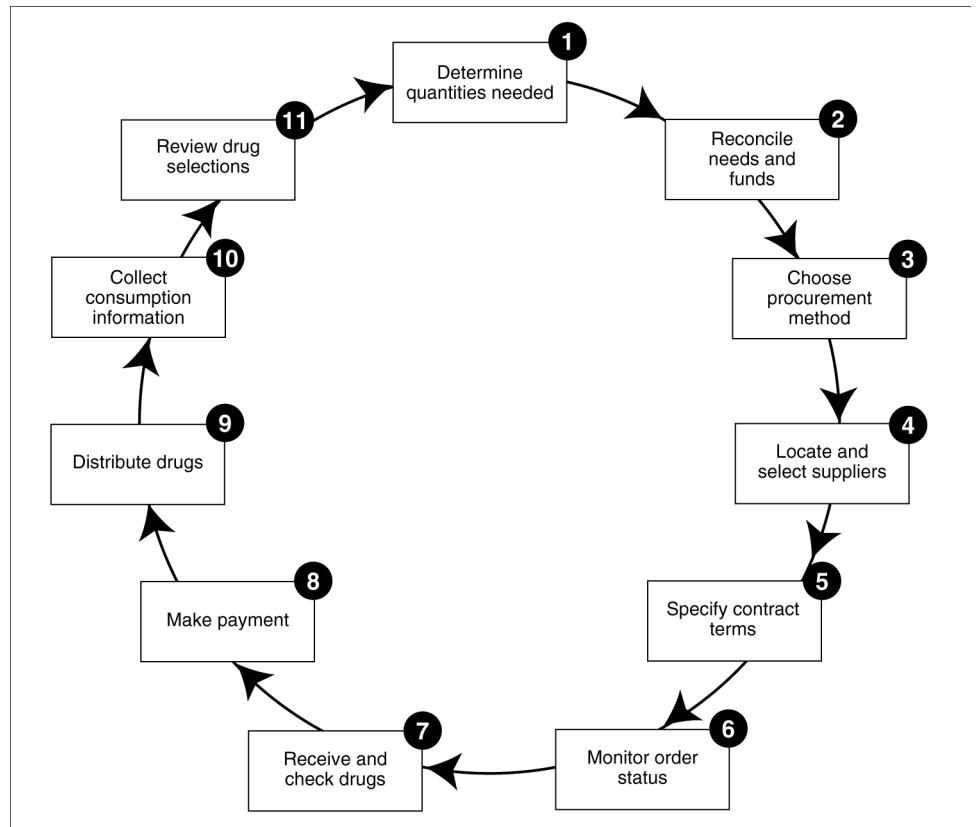 1
Determine
quantities needed
2
Reconcile
needs and
funds
3
Choose
procurement
method
4
Locate and
select suppliers
5
Specify contract
terms
6
Monitor order
status
7
Receive and
check drugs
8
Make payment
9
Distribute drugs
10
Collect
consumption
information
11
Review drug
selections